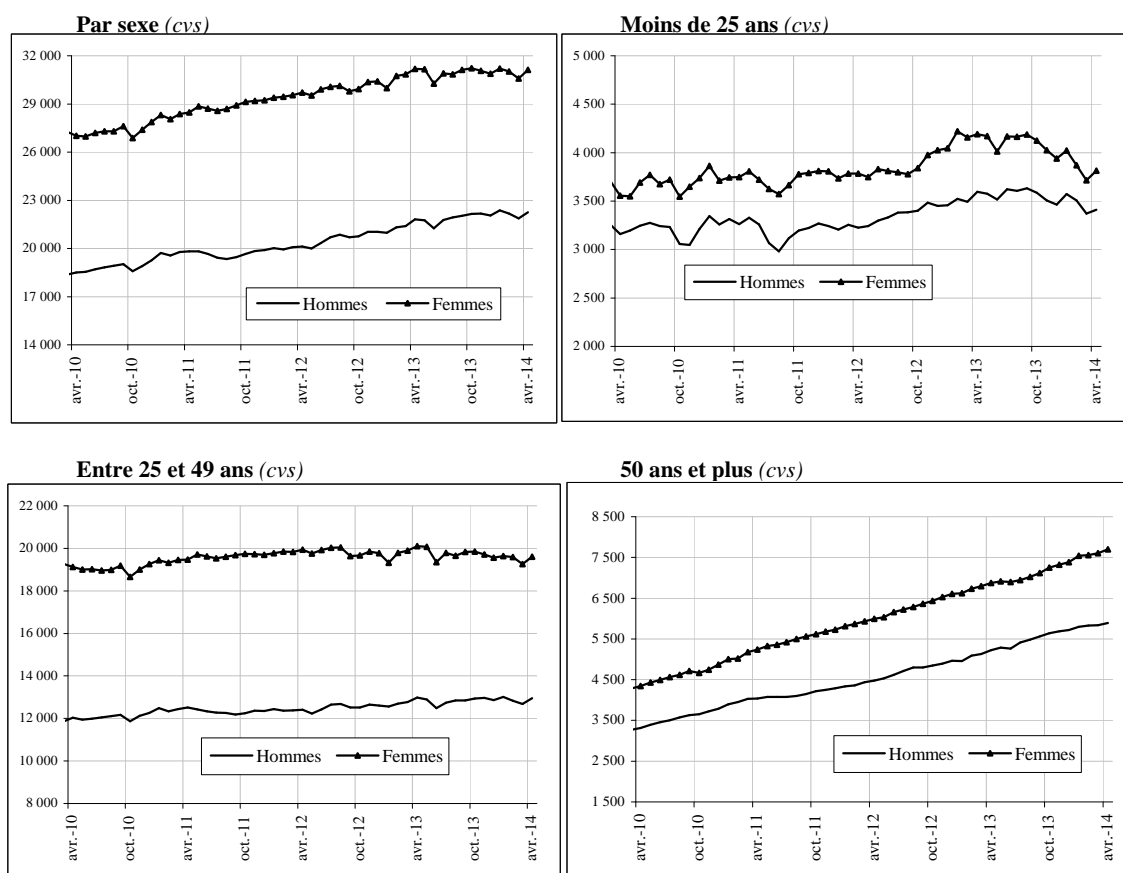 Par sexe (cvs)
32 000
29 000
26 000
23 000
20 000
17 000
14 000
Hommes
Femmes
avr.-10
oct.-10
avr.-11
oct.-11
avr.-12
oct.-12
avr.-13
oct.-13
avr.-14
Moins de 25 ans (cvs)
5 000
4 500
4 000
3 500
3 000
2 500
2 000
Hommes
Femmes
avr.-10
oct.-10
avr.-11
oct.-11
avr.-12
oct.-12
avr.-13
oct.-13
avr.-14
Entre 25 et 49 ans (cvs)
22 000
20 000
18 000
16 000
14 000
12 000
10 000
8 000
Hommes
Femmes
avr.-10
oct.-10
avr.-11
oct.-11
avr.-12
oct.-12
avr.-13
oct.-13
avr.-14
50 ans et plus (cvs)
8 500
7 500
6 500
5 500
4 500
3 500
2 500
1 500
Hommes
Femmes
avr.-10
oct.-10
avr.-11
oct.-11
avr.-12
oct.-12
avr.-13
oct.-13
avr.-14